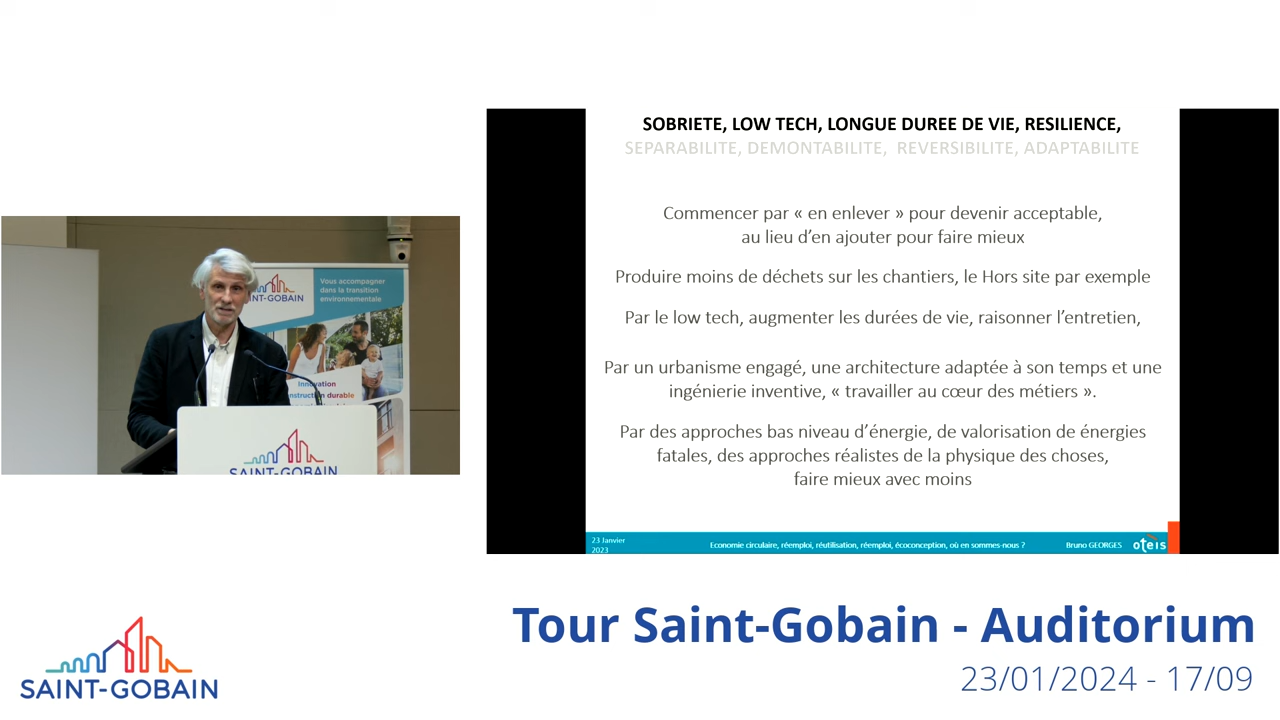 SOBRIETE, LOW TECH, LONGUE DUREE DE VIE, RESILIENCE,
SEPARABILITE, DEMONTABILITE, REVERSIBILITE, ADAPTABILITE
Commencer par « en enlever » pour devenir acceptable,
au lieu d’en ajouter pour faire mieux
Produire moins de déchets sur les chantiers, le Hors site par exemple
Par le low tech, augmenter les durées de vie, raisonner l’entretien,
Par un urbanisme engagé, une architecture adaptée à son temps et une
ingénierie inventive, « travailler au cœur des métiers ».
Par des approches bas niveau d’énergie, de valorisation de énergies
fatales, des approches réalistes de la physique des choses,
faire mieux avec moins
23 Janvier
2023
Economie circulaire, réemploi, réutilisation, réemploi, écoconception, où en sommes-nous ?
Bruno GEORGES
oteis
Vous accompagner
dans la transition
environnementale
INT-GOBAIN
Innovation
nstruction durable
SAINT-GOBAIN
Tour Saint-Gobain - Auditorium
23/01/2024 - 17/09
SAINT-GOBAIN